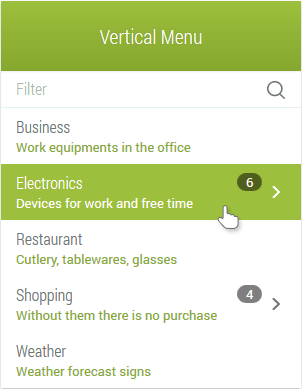 Vertical Menu
Filter
Business
Work equipments in the office
Electronics 6
Devices for work and free time
Restaurant
Cutlery, tablewares, glasses
Shopping 4
Without them there is no purchase
Weather
Weather forecast signs